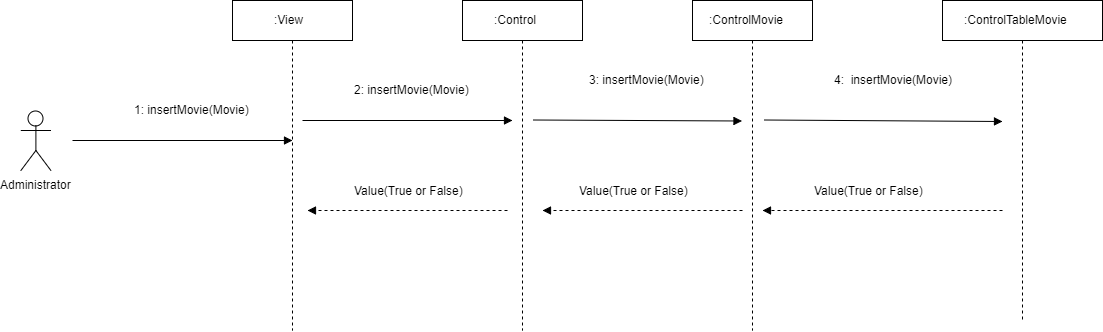 :View
:Control
:ControlMovie
:ControlTableMovie
1: insertMovie(Movie)
2: insertMovie(Movie)
3: insertMovie(Movie)
4:  insertMovie(Movie)
Administrator
Value(True or False)
Value(True or False)
Value(True or False)